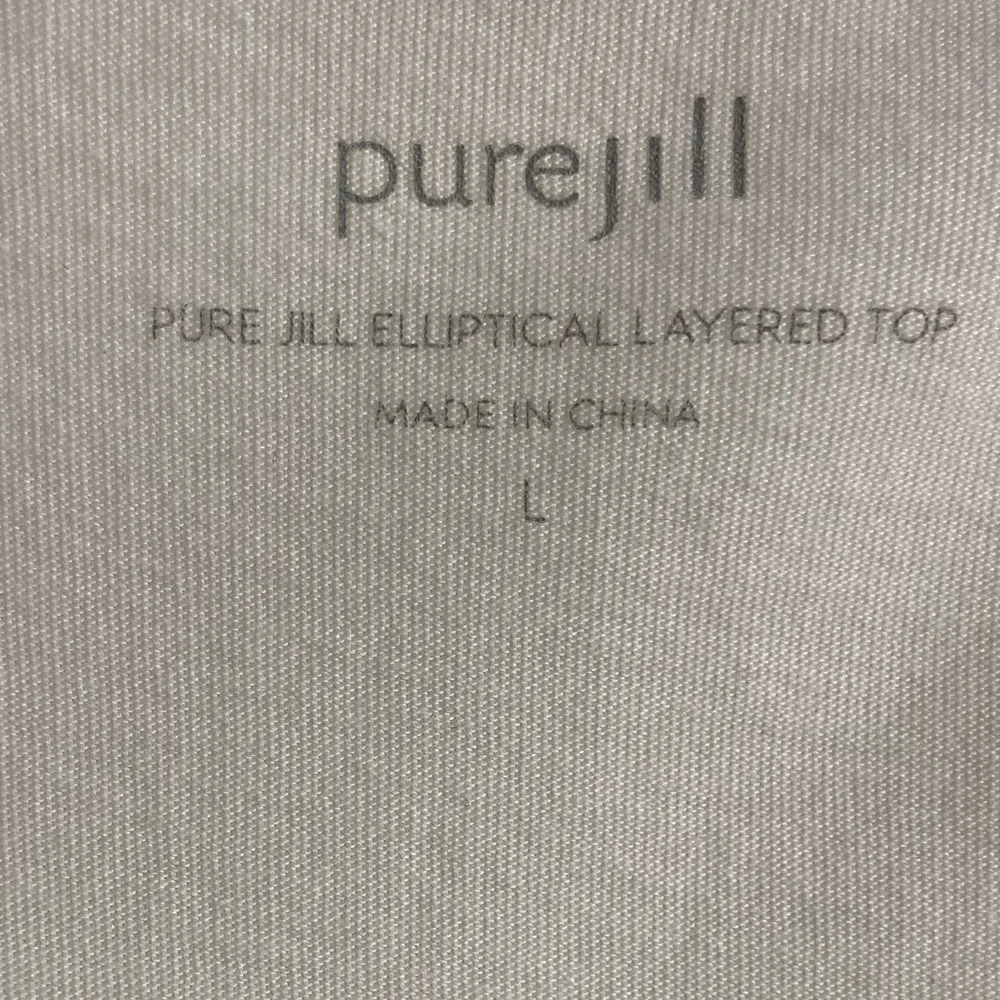 purejill
PURE JILL ELLIPTICAL LAYERED TOP
MADE IN CHINA
L